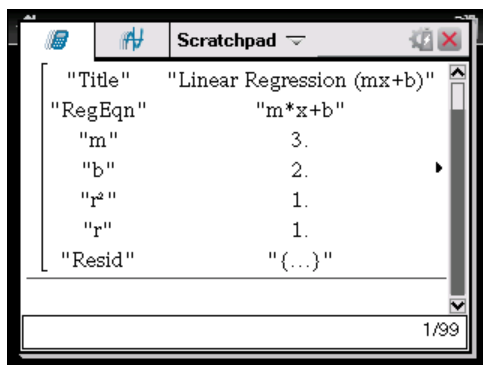 Scratchpad
"Title" "Linear Regression (mx+b)"
"RegEqn" "m*x+b"
"m" 3.
"b" 2.
"r²" 1.
"r" 1.
"Resid" "{...}"
1/99